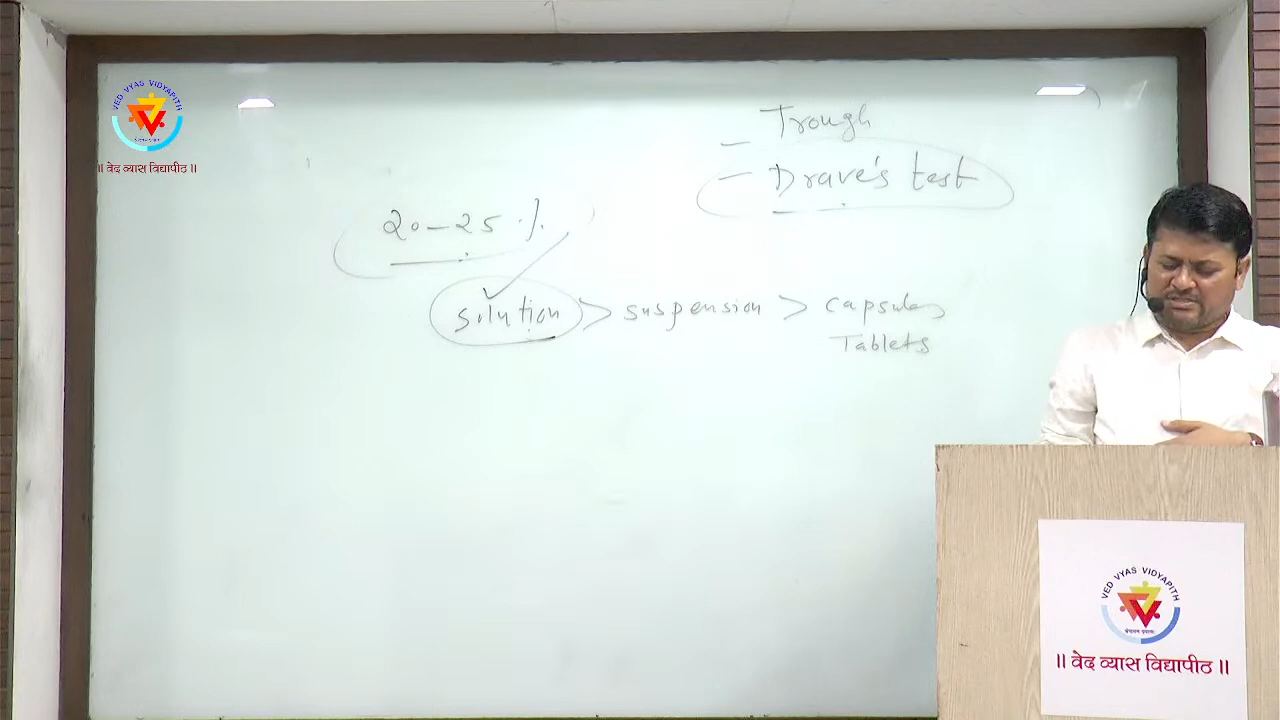 VED VYAS VIDYAPITH
|| वेद व्यास विद्यापीठ ||
– Trough
– Drave's test
20–25 %
solution > suspension > capsules
Tablets
VED VYAS VIDYAPITH
|| वेद व्यास विद्यापीठ ||